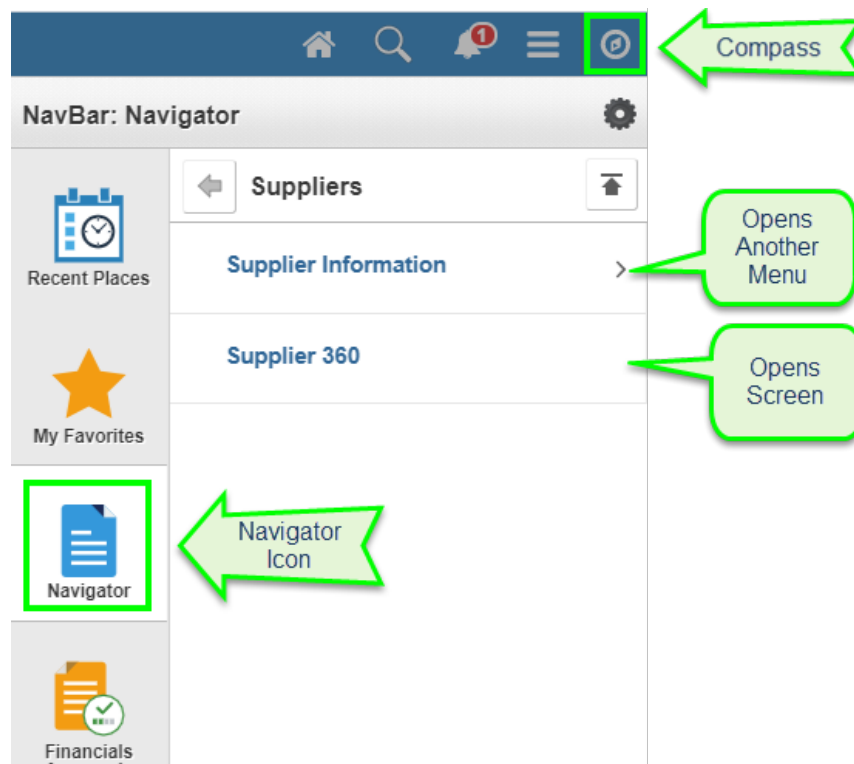 1
Compass
NavBar: Navigator
Suppliers
Recent Places
Supplier Information
Opens
Another
Menu
Supplier 360
Opens
Screen
My Favorites
Navigator
Icon
Navigator
Financials